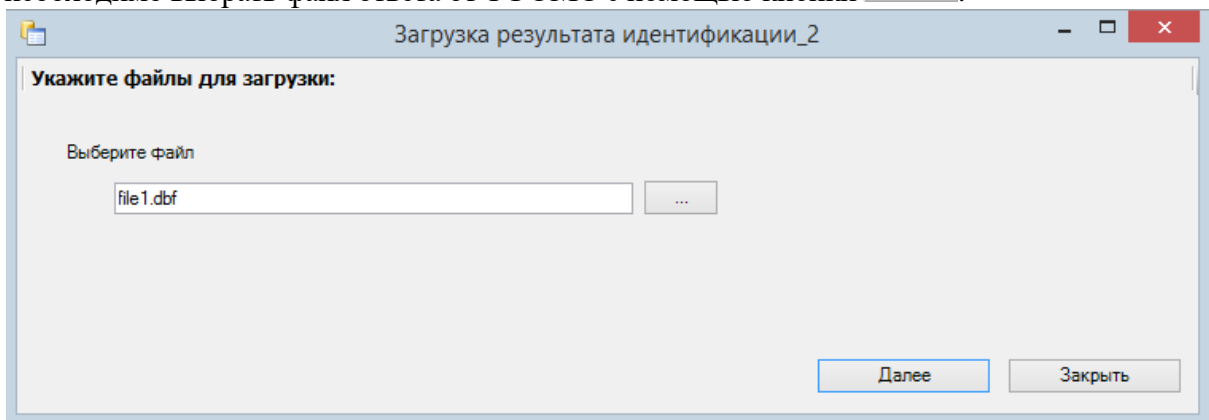 Загрузка результата идентификации_2
Укажите файлы для загрузки:
Выберите файл
file1.dbf
...
Далее
Закрыть